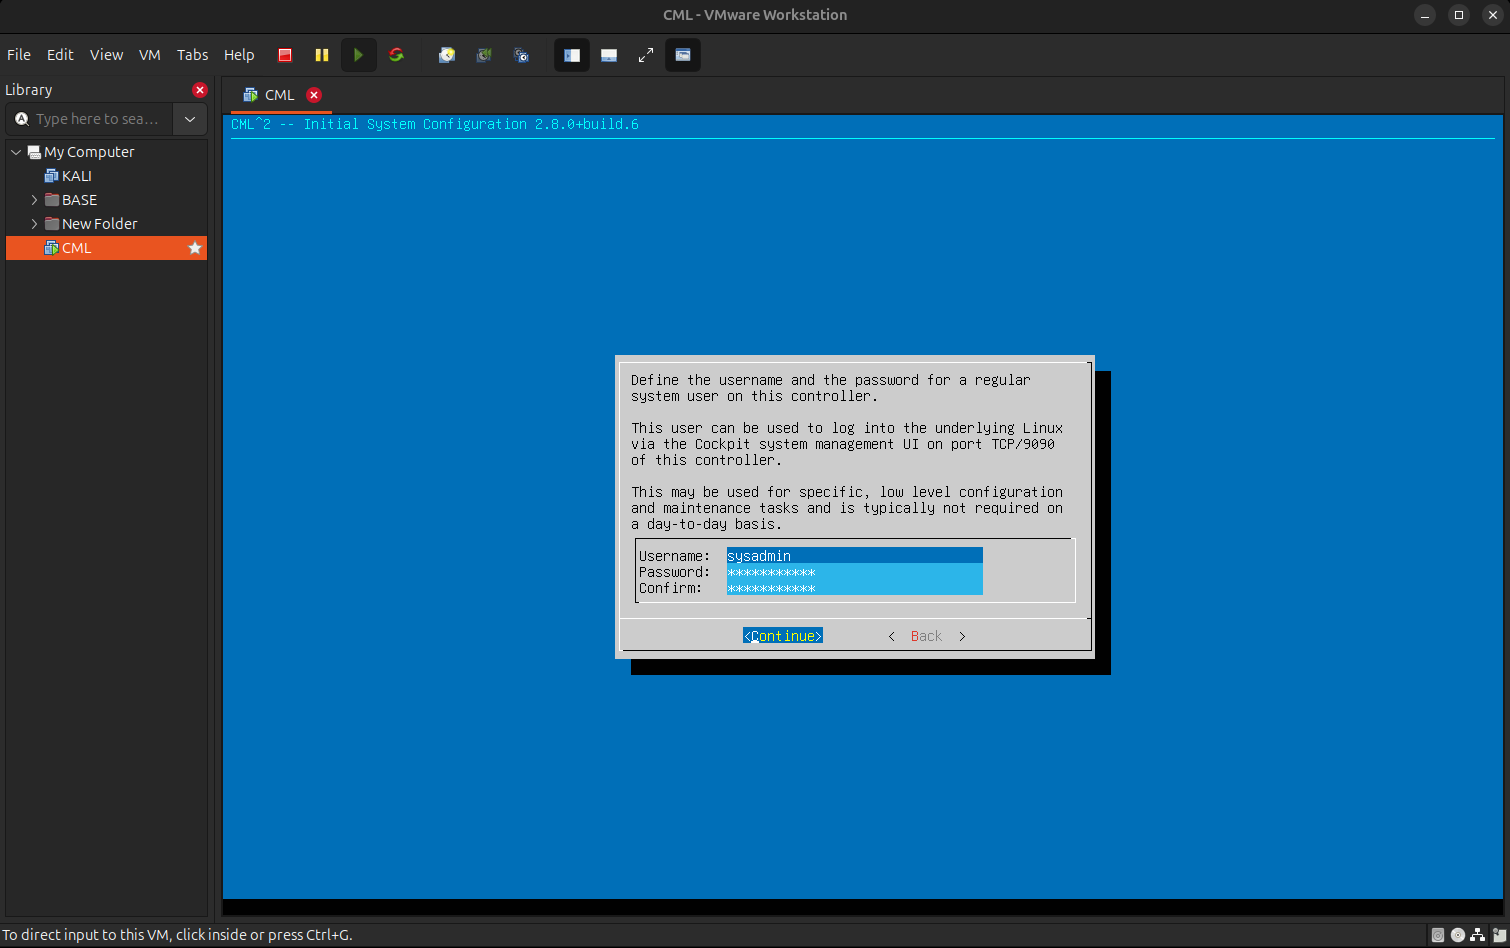 CML - VMware Workstation
File Edit View VM Tabs Help
Library
Type here to sea...
My Computer
KALI
BASE
New Folder
CML
CML
CML^2 -- Initial System Configuration 2.8.0+build.6
Define the username and the password for a regular
system user on this controller.
This user can be used to log into the underlying Linux
via the Cockpit system management UI on port TCP/9090
of this controller.
This may be used for specific, low level configuration
and maintenance tasks and is typically not required on
a day-to-day basis.
Username: sysadmin
Password: ***********
Confirm: ***********
<Continue> < Back >
To direct input to this VM, click inside or press Ctrl+G.